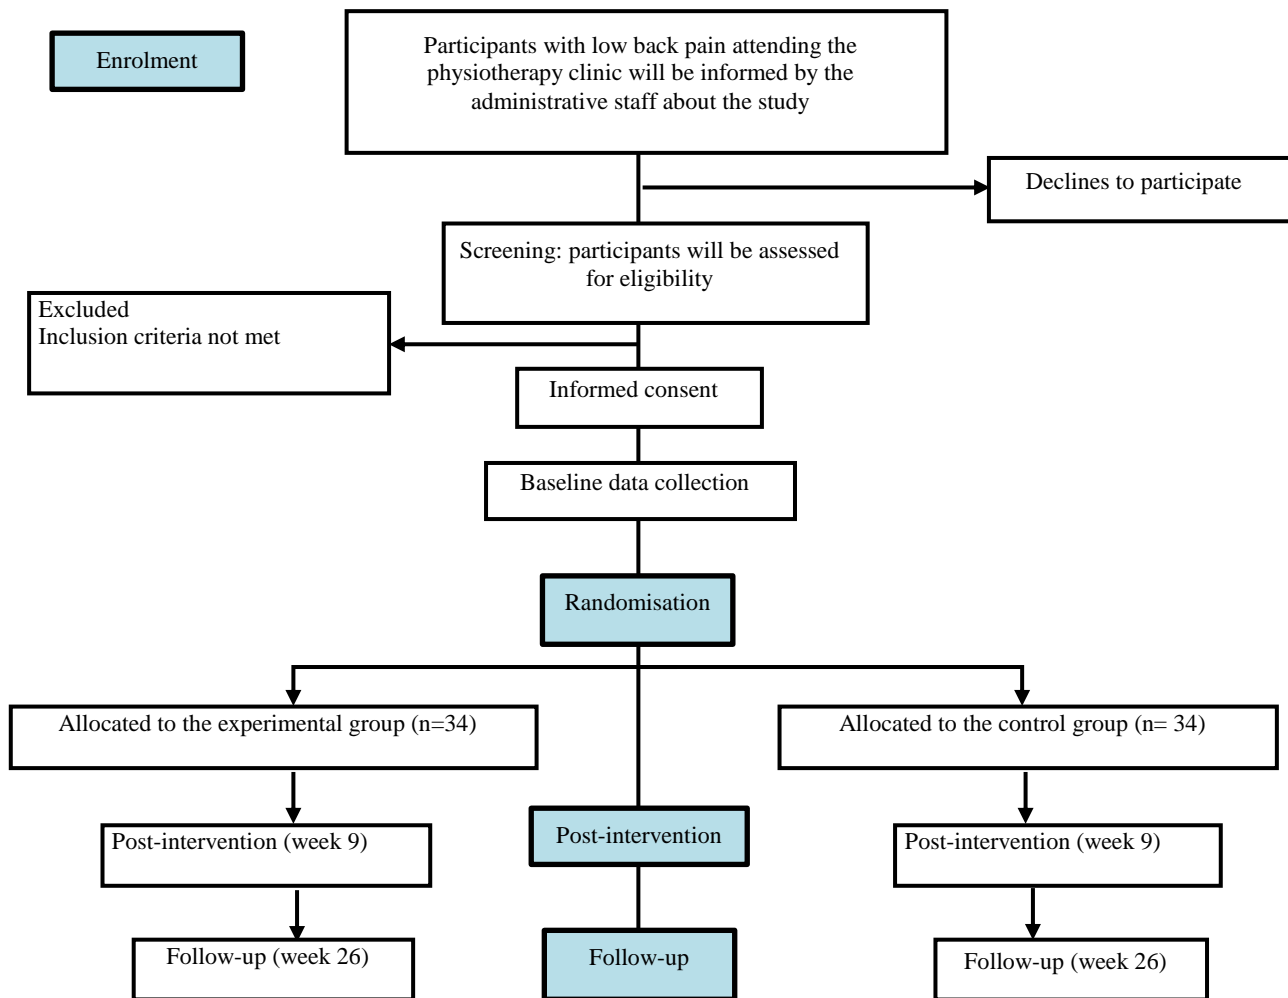 Enrolment
Participants with low back pain attending the
physiotherapy clinic will be informed by the
administrative staff about the study
Declines to participate
Screening: participants will be assessed
for eligibility
Excluded
Inclusion criteria not met
Informed consent
Baseline data collection
Randomisation
Allocated to the experimental group (n=34)
Allocated to the control group (n= 34)
Post-intervention (week 9)
Post-intervention
Post-intervention (week 9)
Follow-up (week 26)
Follow-up
Follow-up (week 26)